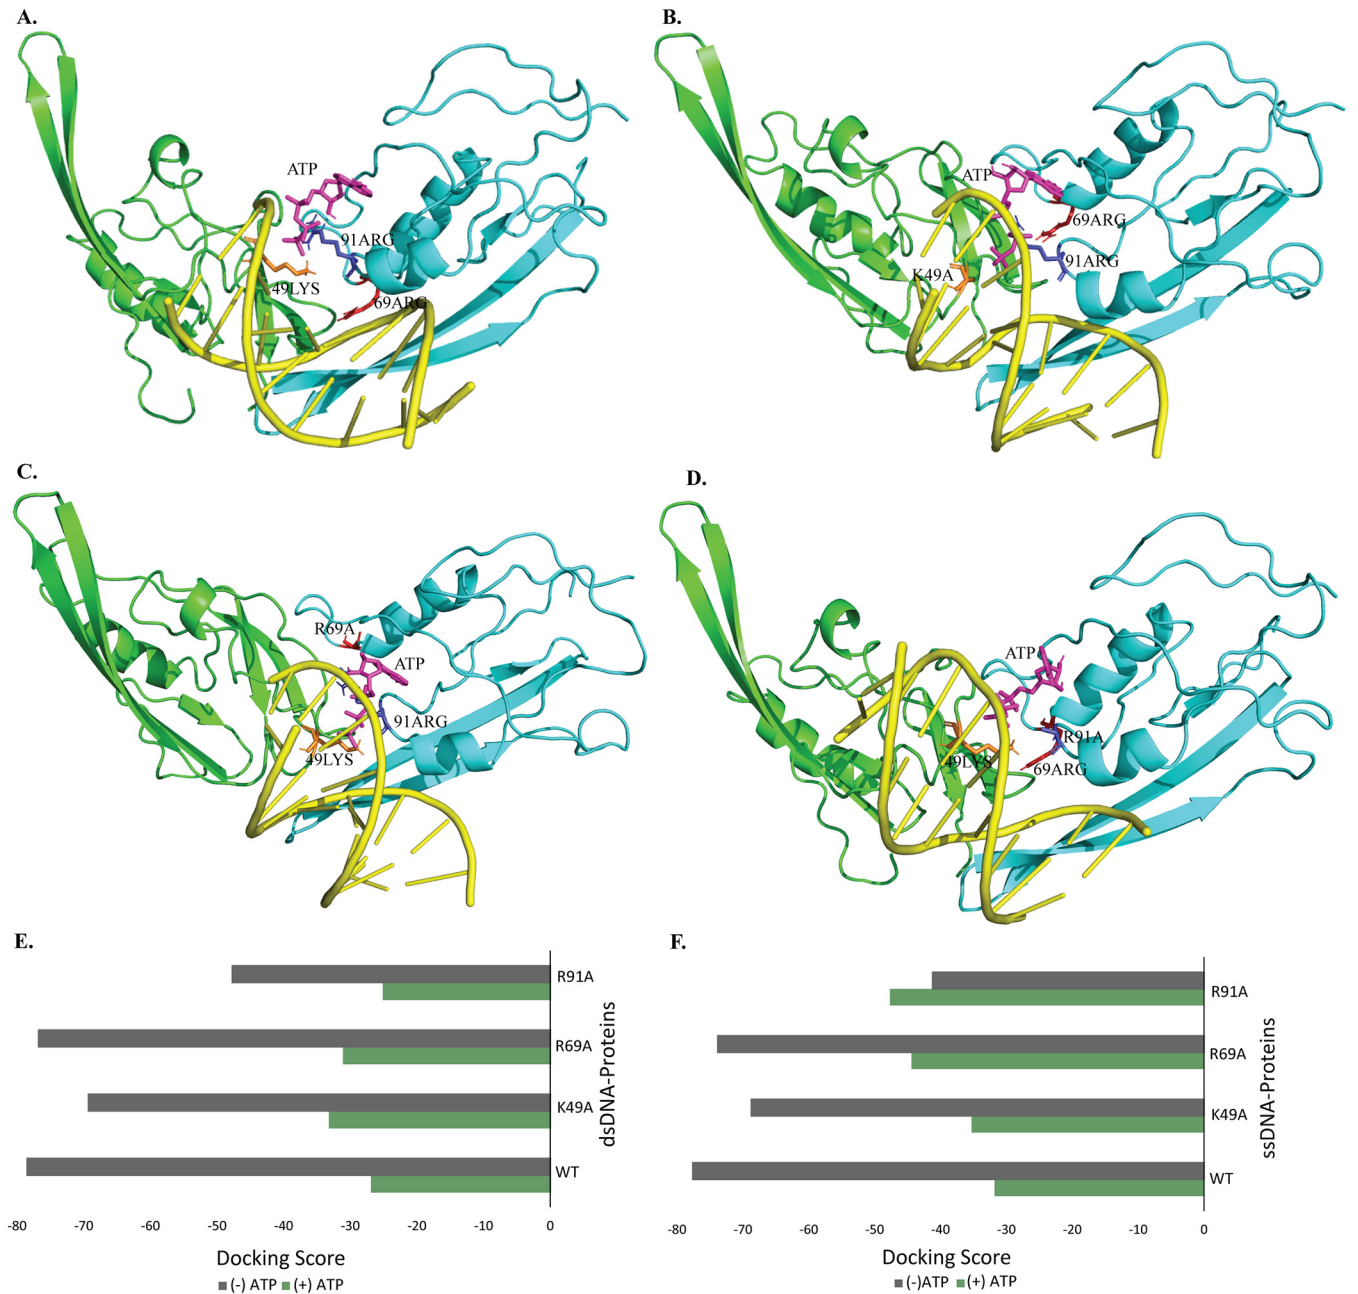 A.
B.
ATP
91ARG
49LYS
69ARG
ATP
69ARG
91ARG
K49A
C.
D.
R69A
ATP
91ARG
49LYS
ATP
R91A
49LYS
69ARG
E.
R91A
R69A
K49A
WT
dsDNA-Proteins
-80 -70 -60 -50 -40 -30 -20 -10 0
Docking Score
(-) ATP (+) ATP
F.
R91A
R69A
K49A
WT
ssDNA-Proteins
-80 -70 -60 -50 -40 -30 -20 -10 0
Docking Score
(-)ATP (+) ATP